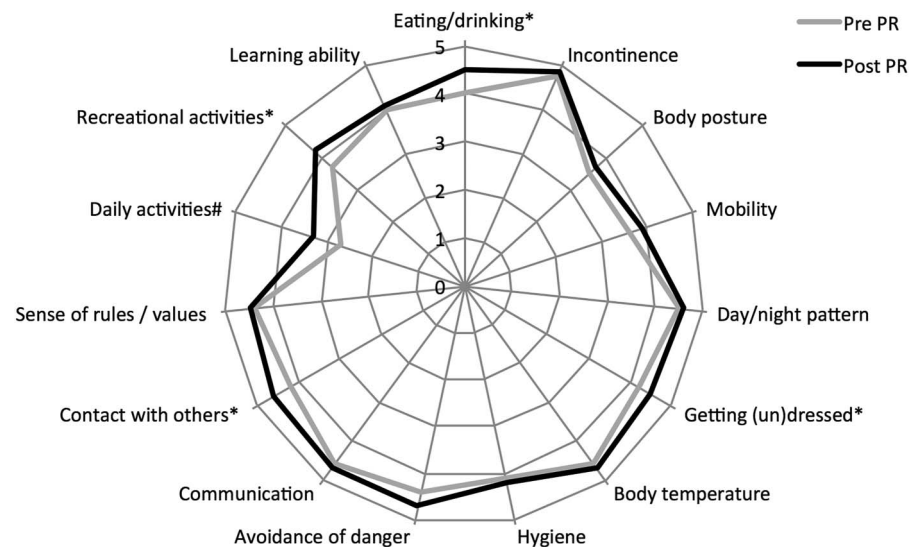 Eating/drinking*
Pre PR
Learning ability
Incontinence
Post PR
Recreational activities*
Body posture
Daily activities#
Mobility
Sense of rules / values
Day/night pattern
Contact with others*
Getting (un)dressed*
Communication
Body temperature
Avoidance of danger
Hygiene
5
4
3
2
1
0